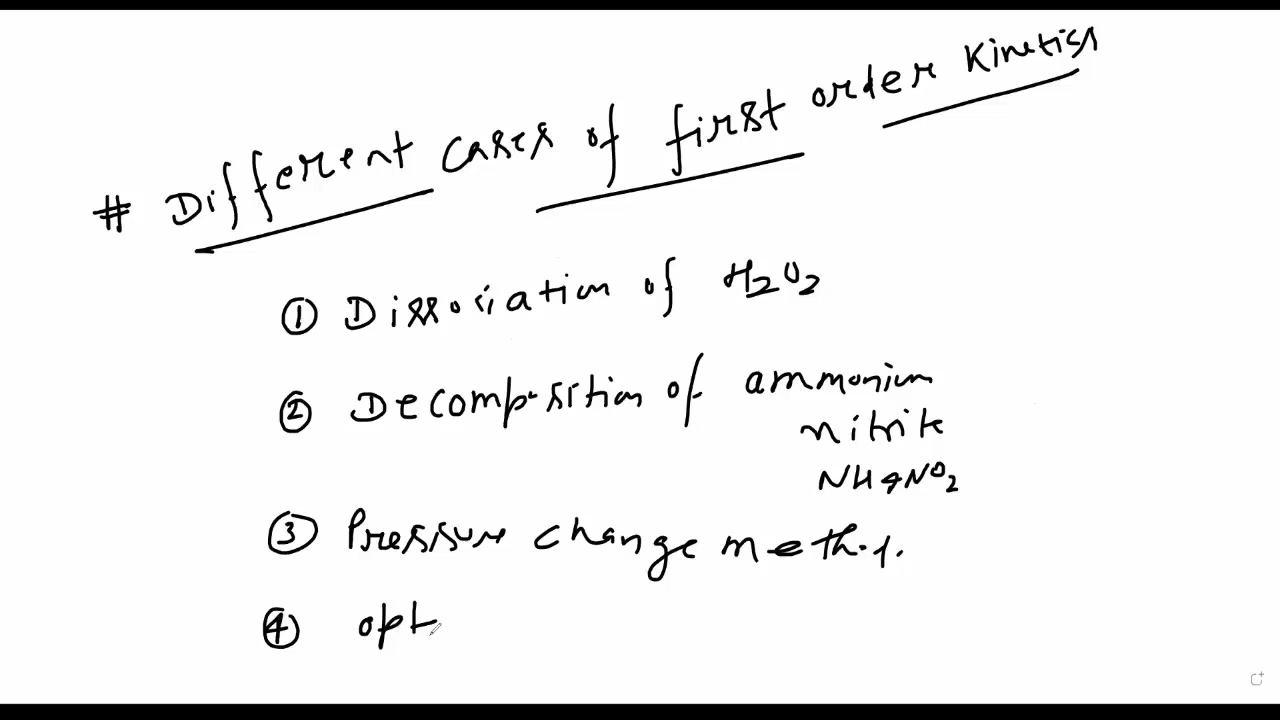 # Different cases of first order Kinetics
① Dissociation of H₂O₂
② Decomposition of ammonium
nitrite
NH₄NO₂
③ Pressure change method.
④ opt